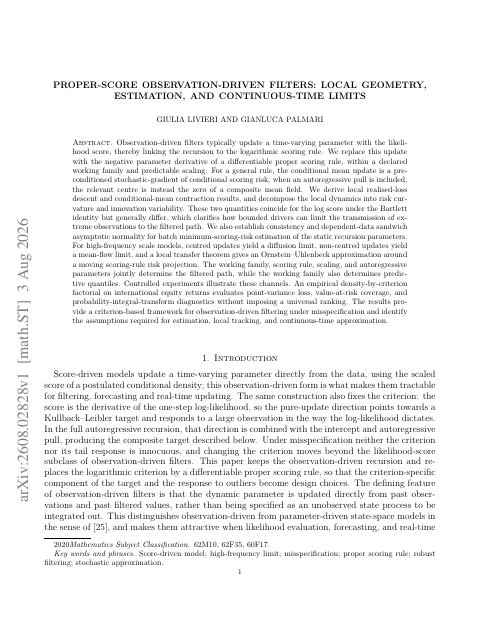 PROPER-SCORE OBSERVATION-DRIVEN FILTERS: LOCAL GEOMETRY,
ESTIMATION, AND CONTINUOUS-TIME LIMITS
GIULIA LIVIERI AND GIANLUCA PALMARI
Abstract. Observation-driven filters typically update a time-varying parameter with the likeli-
hood score, thereby linking the recursion to the logarithmic scoring rule. We replace this update
with the negative parameter derivative of a differentiable proper scoring rule, within a declared
working family and predictable scaling. For a general rule, the conditional mean update is a pre-
conditioned stochastic-gradient of conditional scoring risk; when an autoregressive pull is included,
the relevant centre is instead the zero of a composite mean field. We derive local realised-loss
descent and conditional-mean contraction results, and decompose the local dynamics into risk cur-
vature and innovation variability. These two quantities coincide for the log score under the Bartlett
identity but generally differ, which clarifies how bounded drivers can limit the transmission of ex-
treme observations to the filtered path. We also establish consistency and dependent-data sandwich
asymptotic normality for batch minimum-scoring-risk estimation of the static recursion parameters.
For high-frequency scale models, centred updates yield a diffusion limit, non-centred updates yield
a mean-flow limit, and a local transfer theorem gives an Ornstein–Uhlenbeck approximation around
a moving scoring-rule risk projection. The working family, scoring rule, scaling, and autoregressive
parameters jointly determine the filtered path, while the working family also determines predic-
tive quantiles. Controlled experiments illustrate these channels. An empirical density-by-criterion
factorial on international equity returns evaluates point-variance loss, value-at-risk coverage, and
probability-integral-transform diagnostics without imposing a universal ranking. The results pro-
vide a criterion-based framework for observation-driven filtering under misspecification and identify
the assumptions required for estimation, local tracking, and continuous-time approximation.
1. Introduction
Score-driven models update a time-varying parameter directly from the data, using the scaled
score of a postulated conditional density; this observation-driven form is what makes them tractable
for filtering, forecasting and real-time updating. The same construction also fixes the criterion: the
score is the derivative of the one-step log-likelihood, so the pure-update direction points towards a
Kullback–Leibler target and responds to a large observation in the way the log-likelihood dictates.
In the full autoregressive recursion, that direction is combined with the intercept and autoregressive
pull, producing the composite target described below. Under misspecification neither the criterion
nor its tail response is innocuous, and changing the criterion moves beyond the likelihood-score
subclass of observation-driven filters. This paper keeps the observation-driven recursion and re-
places the logarithmic criterion by a differentiable proper scoring rule, so that the criterion-specific
component of the target and the response to outliers become design choices. The defining feature
of observation-driven filters is that the dynamic parameter is updated directly from past obser-
vations and past filtered values, rather than being specified as an unobserved state process to be
integrated out. This distinguishes observation-driven from parameter-driven state-space models in
the sense of [25], and makes them attractive when likelihood evaluation, forecasting, and real-time
2020Mathematics Subject Classification. 62M10, 62F35, 60F17.
Key words and phrases. Score-driven model; high-frequency limit; misspecification; proper scoring rule; robust
filtering; stochastic approximation.
1
arXiv:2608.02828v1 [math.ST] 3 Aug 2026